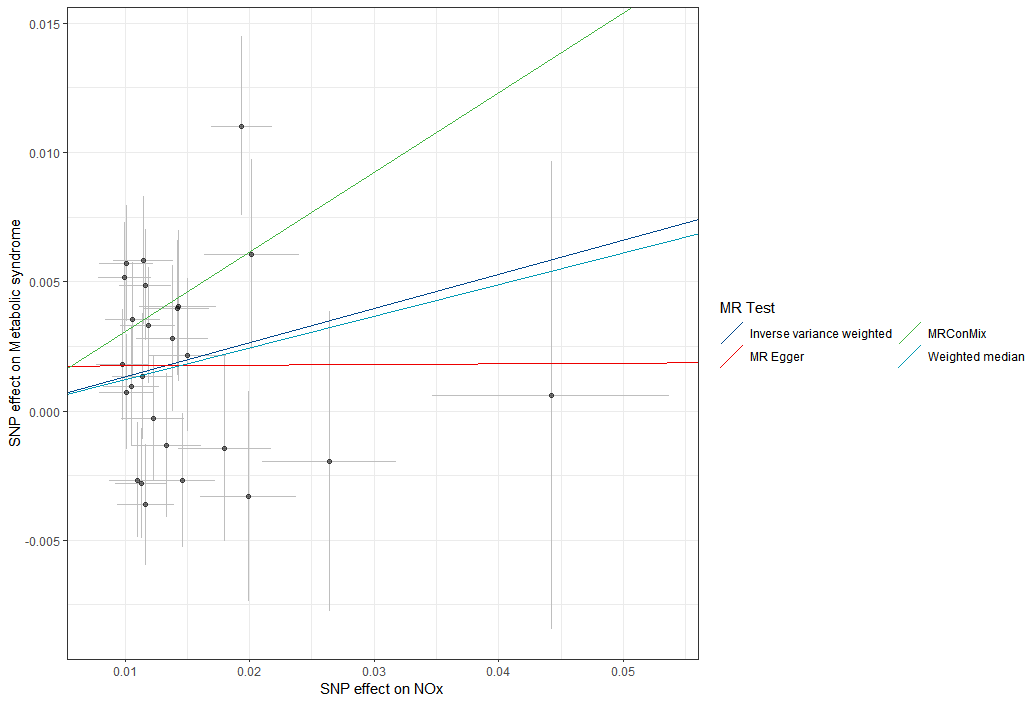 0.015
0.010
0.005
0.000
-0.005
SNP effect on Metabolic syndrome
0.01 0.02 0.03 0.04 0.05
SNP effect on NOx
MR Test
Inverse variance weighted MRConMix
MR Egger Weighted median